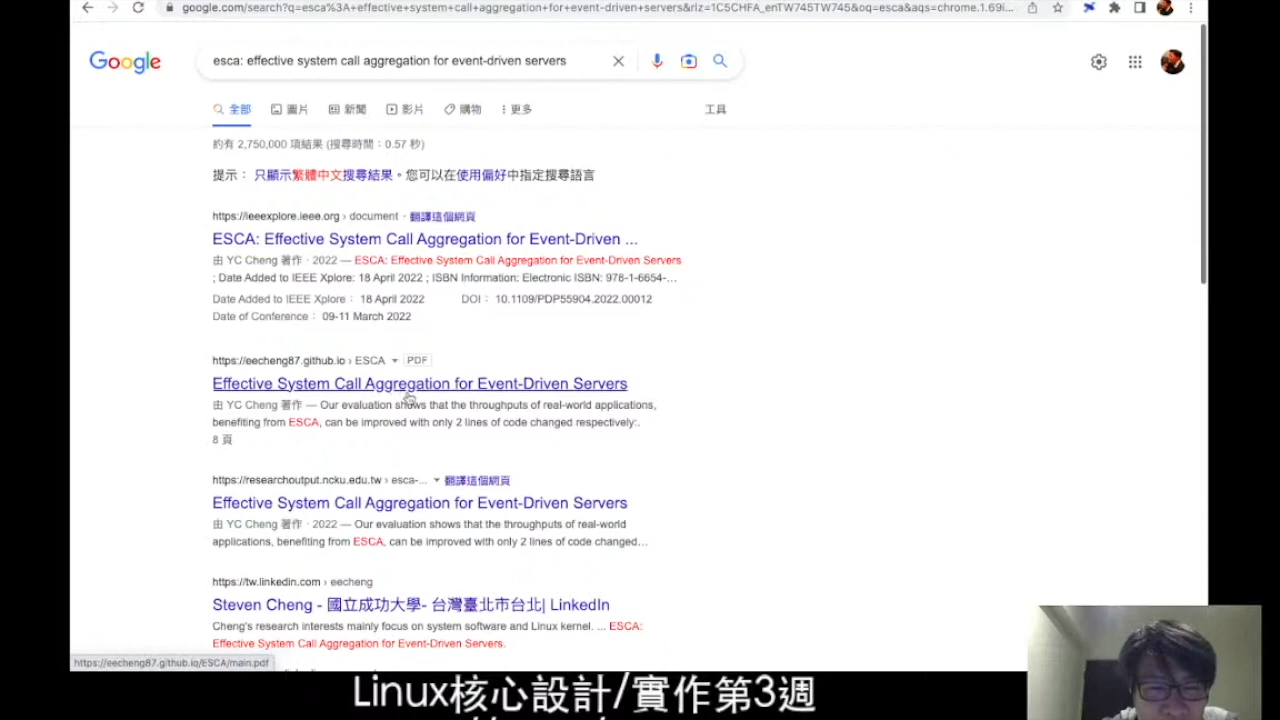 google.com/search?q=esca%3A+effective+system+call+aggregation+for+event-driven+servers&rlz=1C5CHFA_enTW745TW745&oq=esca&aqs=chrome.1.69i...
Google
esca: effective system call aggregation for event-driven servers
全部 圖片 新聞 影片 購物 更多 工具
約有 2,750,000 項結果 (搜尋時間：0.57 秒)
提示： 只顯示繁體中文搜尋結果。您可以在使用偏好中指定搜尋語言
https://ieeexplore.ieee.org › document · 翻譯這個網頁
ESCA: Effective System Call Aggregation for Event-Driven ...
由 YC Cheng 著作 · 2022 — ESCA: Effective System Call Aggregation for Event-Driven Servers
; Date Added to IEEE Xplore: 18 April 2022 ; ISBN Information: Electronic ISBN: 978-1-6654-...
Date Added to IEEE Xplore： 18 April 2022 DOI： 10.1109/PDP55904.2022.00012
Date of Conference： 09-11 March 2022
https://eecheng87.github.io › ESCA PDF
Effective System Call Aggregation for Event-Driven Servers
由 YC Cheng 著作 — Our evaluation shows that the throughputs of real-world applications,
benefiting from ESCA, can be improved with only 2 lines of code changed respectively:.
8 頁
https://researchoutput.ncku.edu.tw › esca-... 翻譯這個網頁
Effective System Call Aggregation for Event-Driven Servers
由 YC Cheng 著作 · 2022 — Our evaluation shows that the throughputs of real-world
applications, benefiting from ESCA, can be improved with only 2 lines of code changed...
https://tw.linkedin.com › eecheng
Steven Cheng - 國立成功大學- 台灣臺北市台北| LinkedIn
Cheng's research interests mainly focus on system software and Linux kernel. ... ESCA:
Effective System Call Aggregation for Event-Driven Servers.
https://eecheng87.github.io/ESCA/main.pdf
Linux核心設計/實作第3週